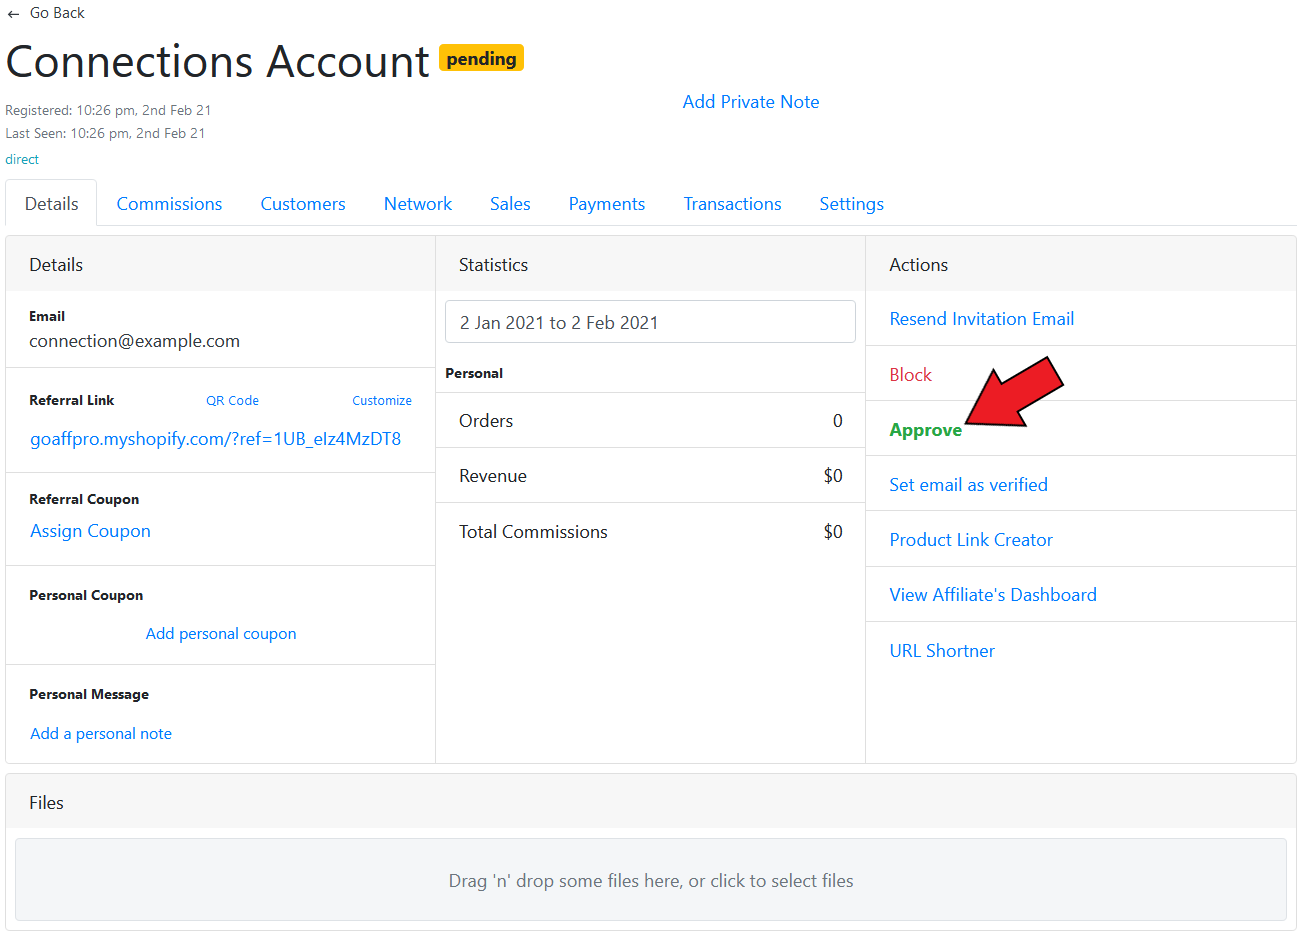 ← Go Back
Connections Account pending
Registered: 10:26 pm, 2nd Feb 21
Last Seen: 10:26 pm, 2nd Feb 21
direct
Add Private Note
Details Commissions Customers Network Sales Payments Transactions Settings
Details
Email
connection@example.com
Referral Link QR Code Customize
goaffpro.myshopify.com/?ref=1UB_eIz4MzDT8
Referral Coupon
Assign Coupon
Personal Coupon
Add personal coupon
Personal Message
Add a personal note
Statistics
2 Jan 2021 to 2 Feb 2021
Personal
Orders 0
Revenue $0
Total Commissions $0
Actions
Resend Invitation Email
Block
Approve
Set email as verified
Product Link Creator
View Affiliate's Dashboard
URL Shortner
Files
Drag 'n' drop some files here, or click to select files